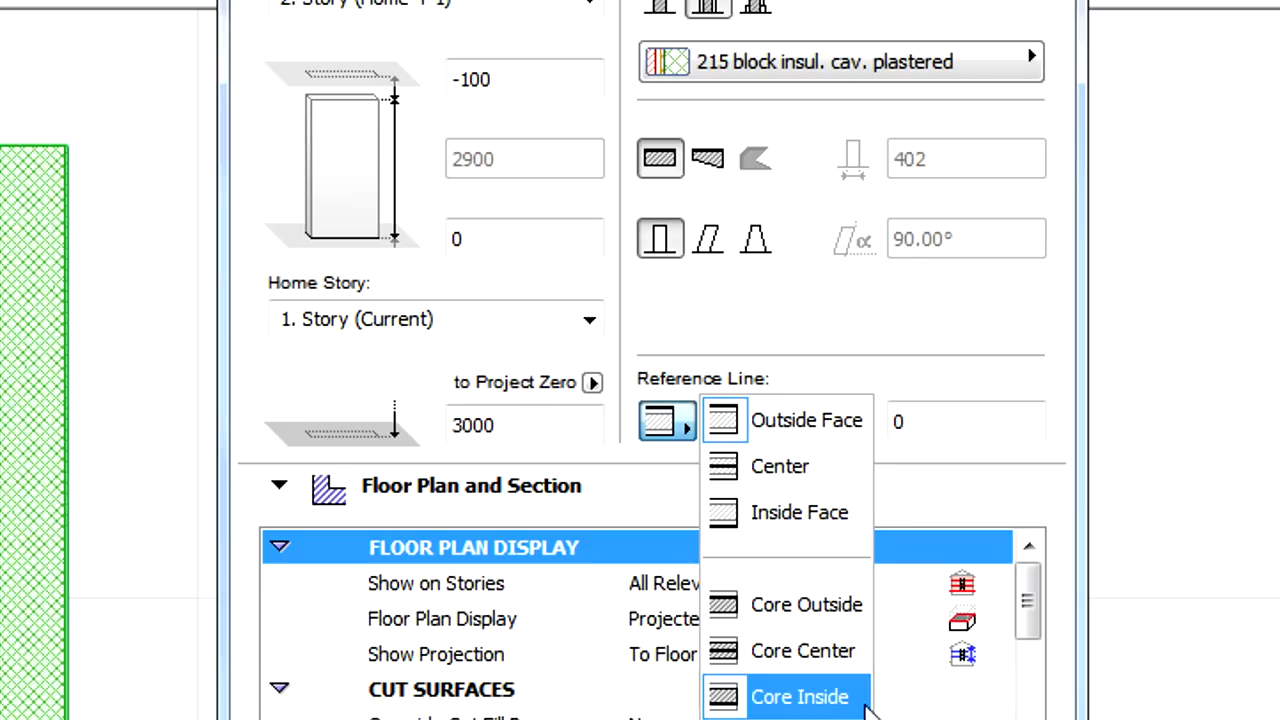 2. Story (Home + 1)
-100
2900
0
Home Story:
1. Story (Current)
to Project Zero
3000
215 block insul. cav. plastered
402
α
90.00°
Reference Line:
0
Outside Face
Center
Inside Face
Core Outside
Core Center
Core Inside
Floor Plan and Section
FLOOR PLAN DISPLAY
Show on Stories All Relev
Floor Plan Display Projecte
Show Projection To Floor
CUT SURFACES